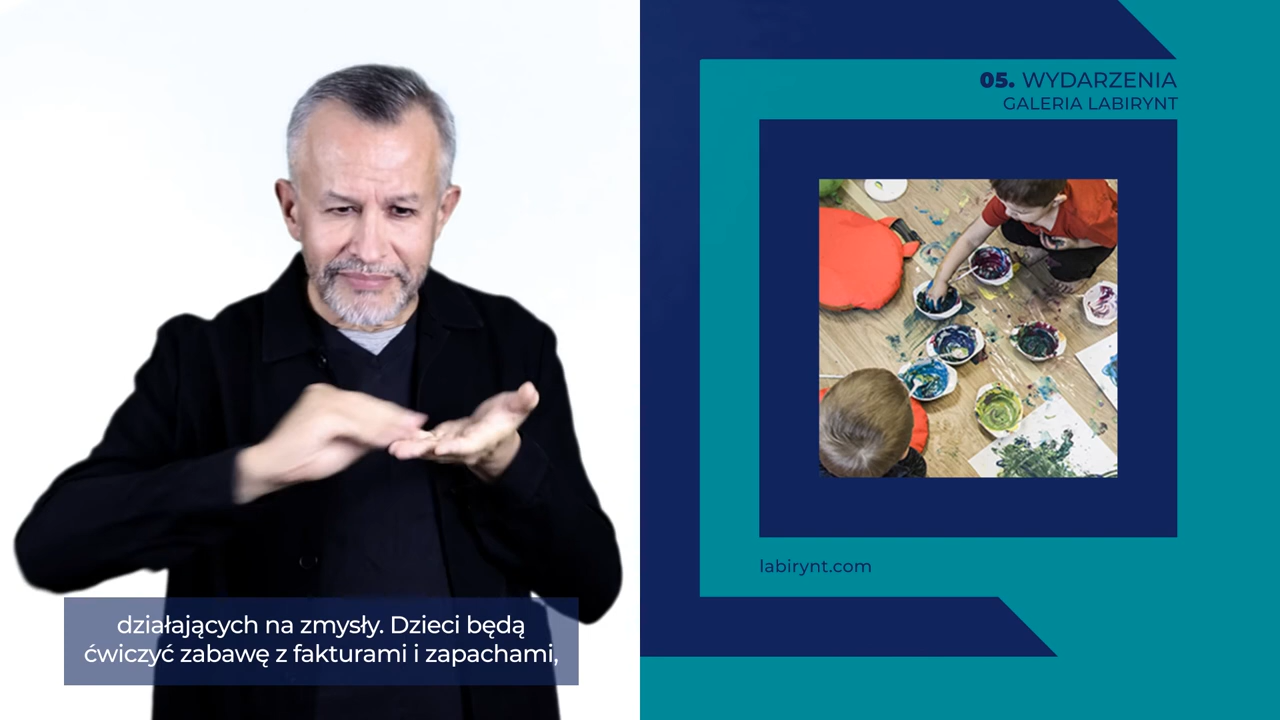 05. WYDARZENIA
GALERIA LABIRYNT
labirynt.com
działających na zmysły. Dzieci będą
ćwiczyć zabawę z fakturami i zapachami,